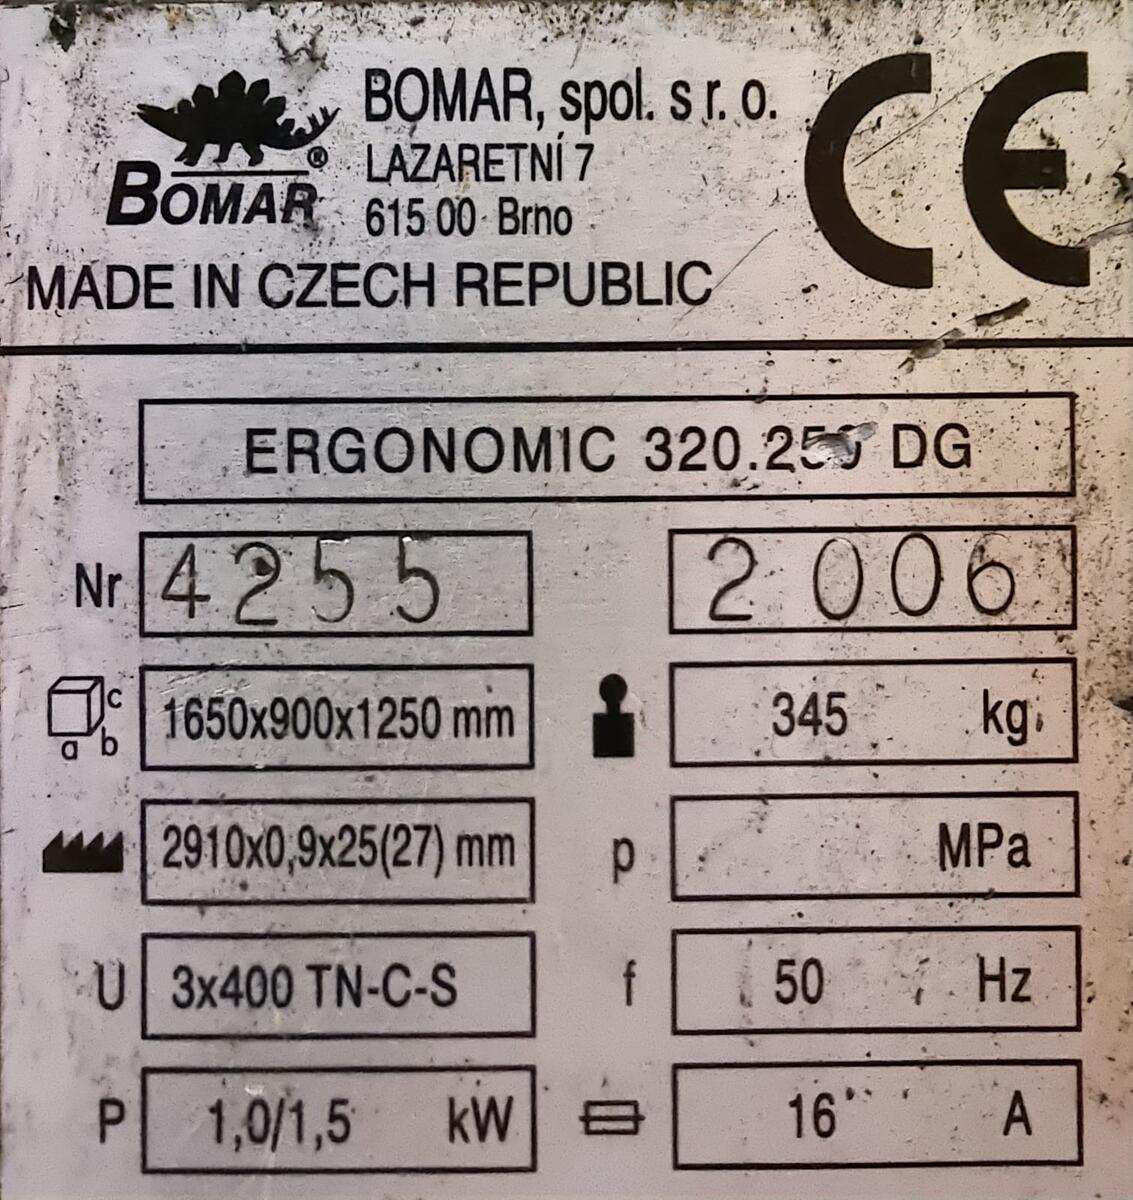 BOMAR, spol. s r. o.
LAZARETNÍ 7
615 00 Brno
BOMAR®
MADE IN CZECH REPUBLIC
CE
ERGONOMIC 320.250 DG
Nr 4255 2006
c
a b
1650x900x1250 mm 345 kg
2910x0,9x25(27) mm p MPa
U 3x400 TN-C-S f 50 Hz
P 1,0/1,5 kW 16 A